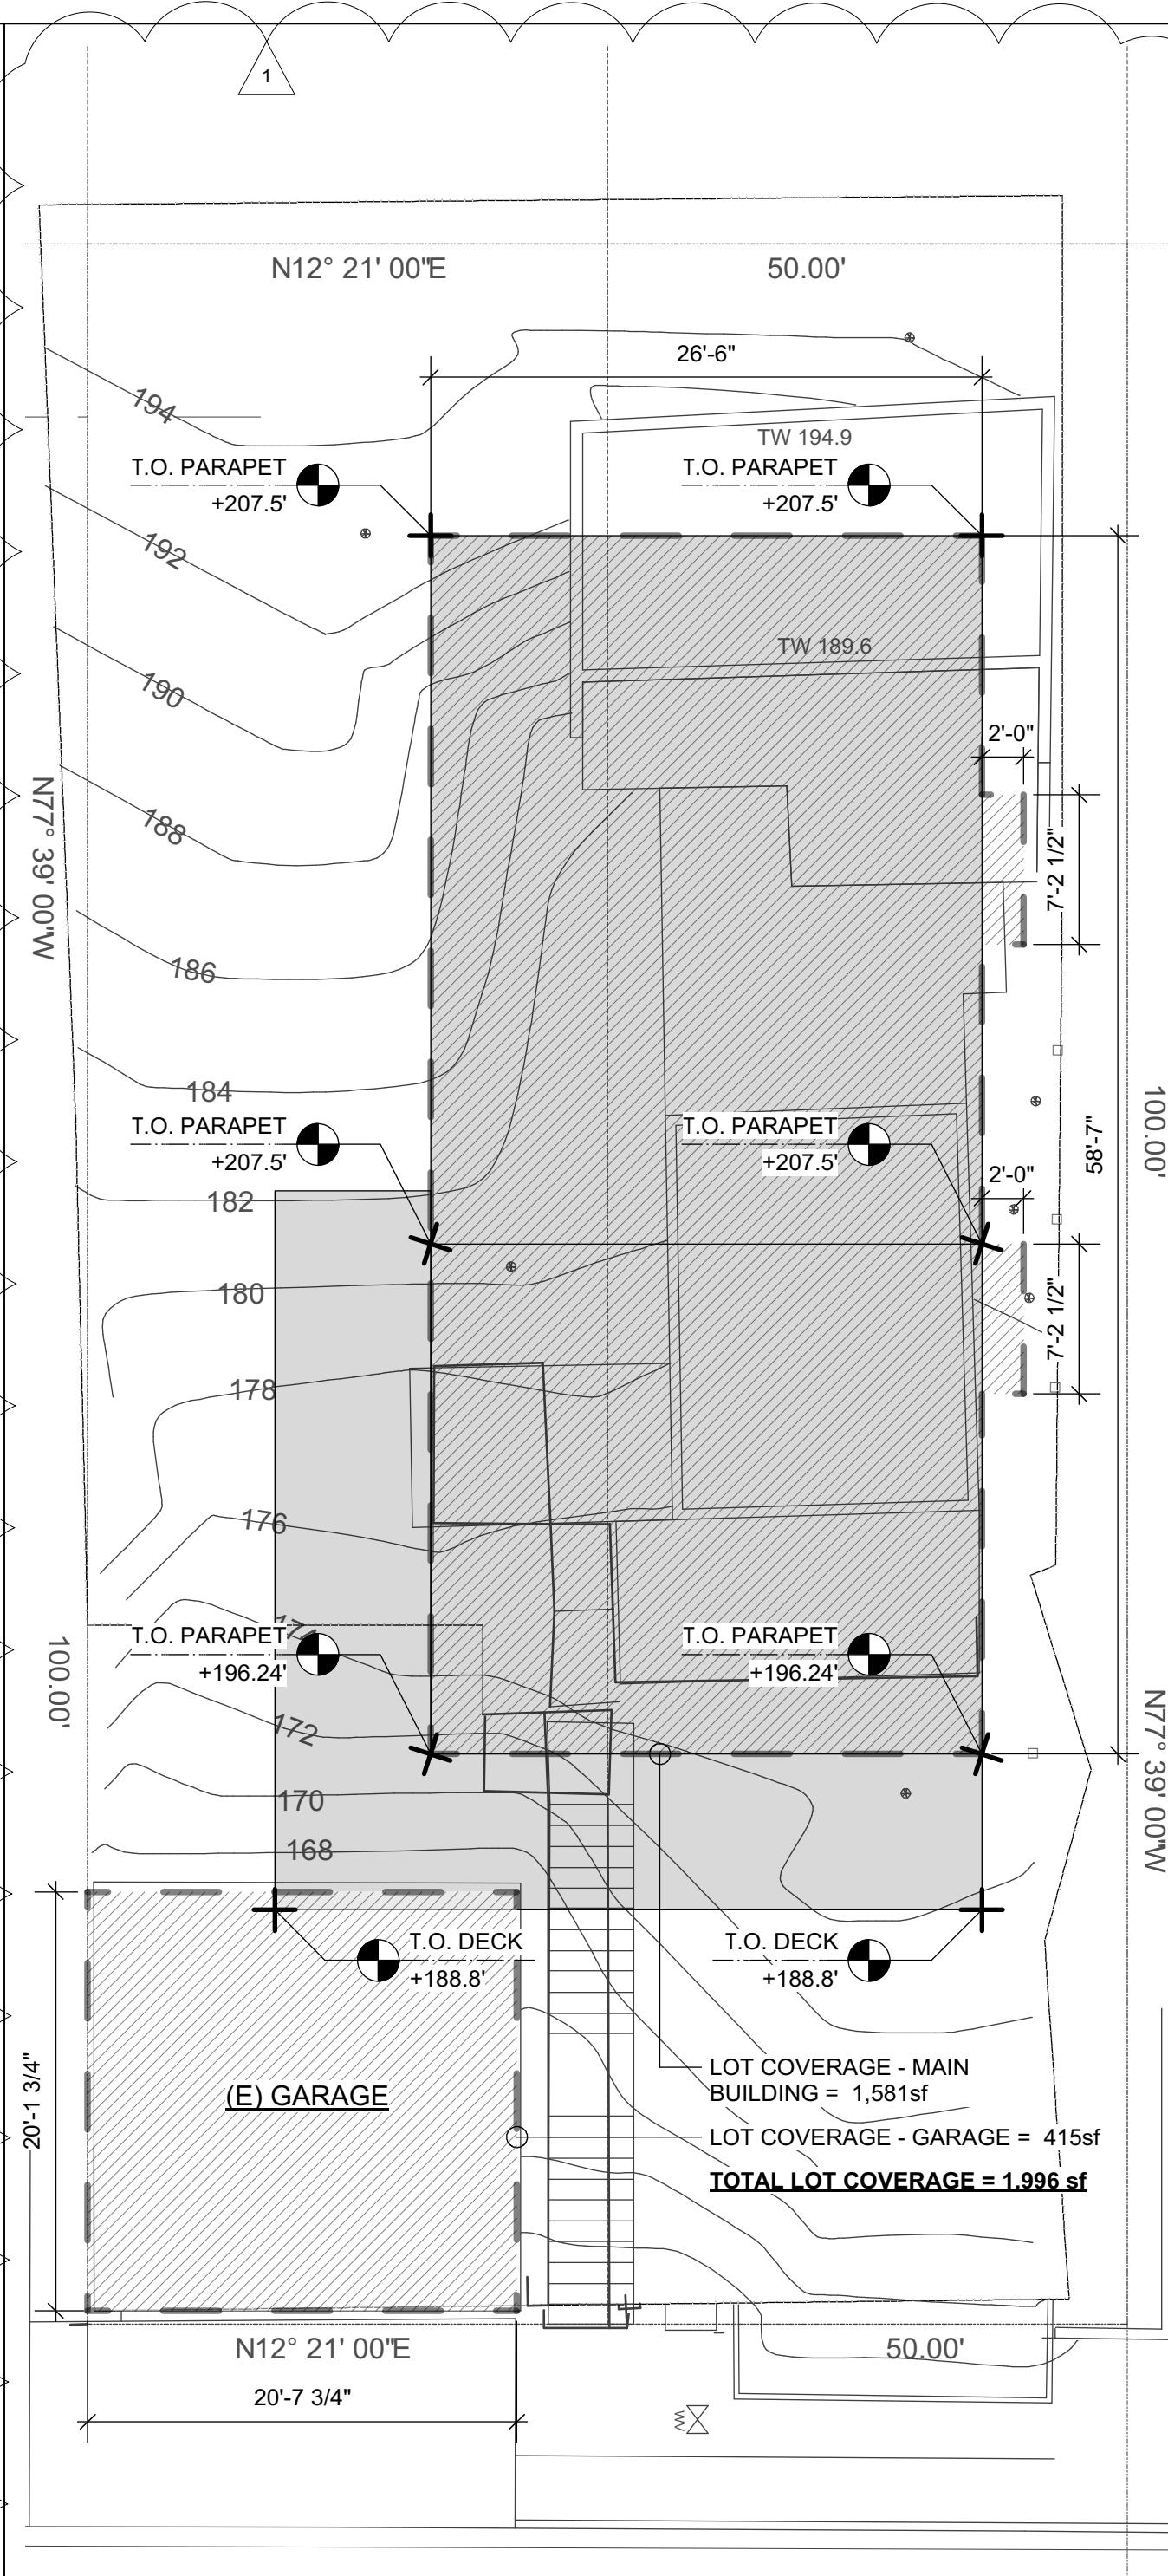 1
N12° 21' 00"E
50.00'
26'-6"
194
TW 194.9
T.O. PARAPET
+207.5'
T.O. PARAPET
+207.5'
192
TW 189.6
190
2'-0"
N77° 39' 00"W
188
7'-2 1/2"
186
184
100.00'
T.O. PARAPET
+207.5'
T.O. PARAPET
+207.5'
58'-7"
182
2'-0"
180
7'-2 1/2"
178
176
174
T.O. PARAPET
+196.24'
T.O. PARAPET
+196.24'
100.00'
172
N77° 39' 00"W
170
168
T.O. DECK
+188.8'
T.O. DECK
+188.8'
20'-1 3/4"
(E) GARAGE
LOT COVERAGE - MAIN
BUILDING = 1,581sf
LOT COVERAGE - GARAGE = 415sf
TOTAL LOT COVERAGE = 1.996 sf
N12° 21' 00"E
50.00'
20'-7 3/4"
W